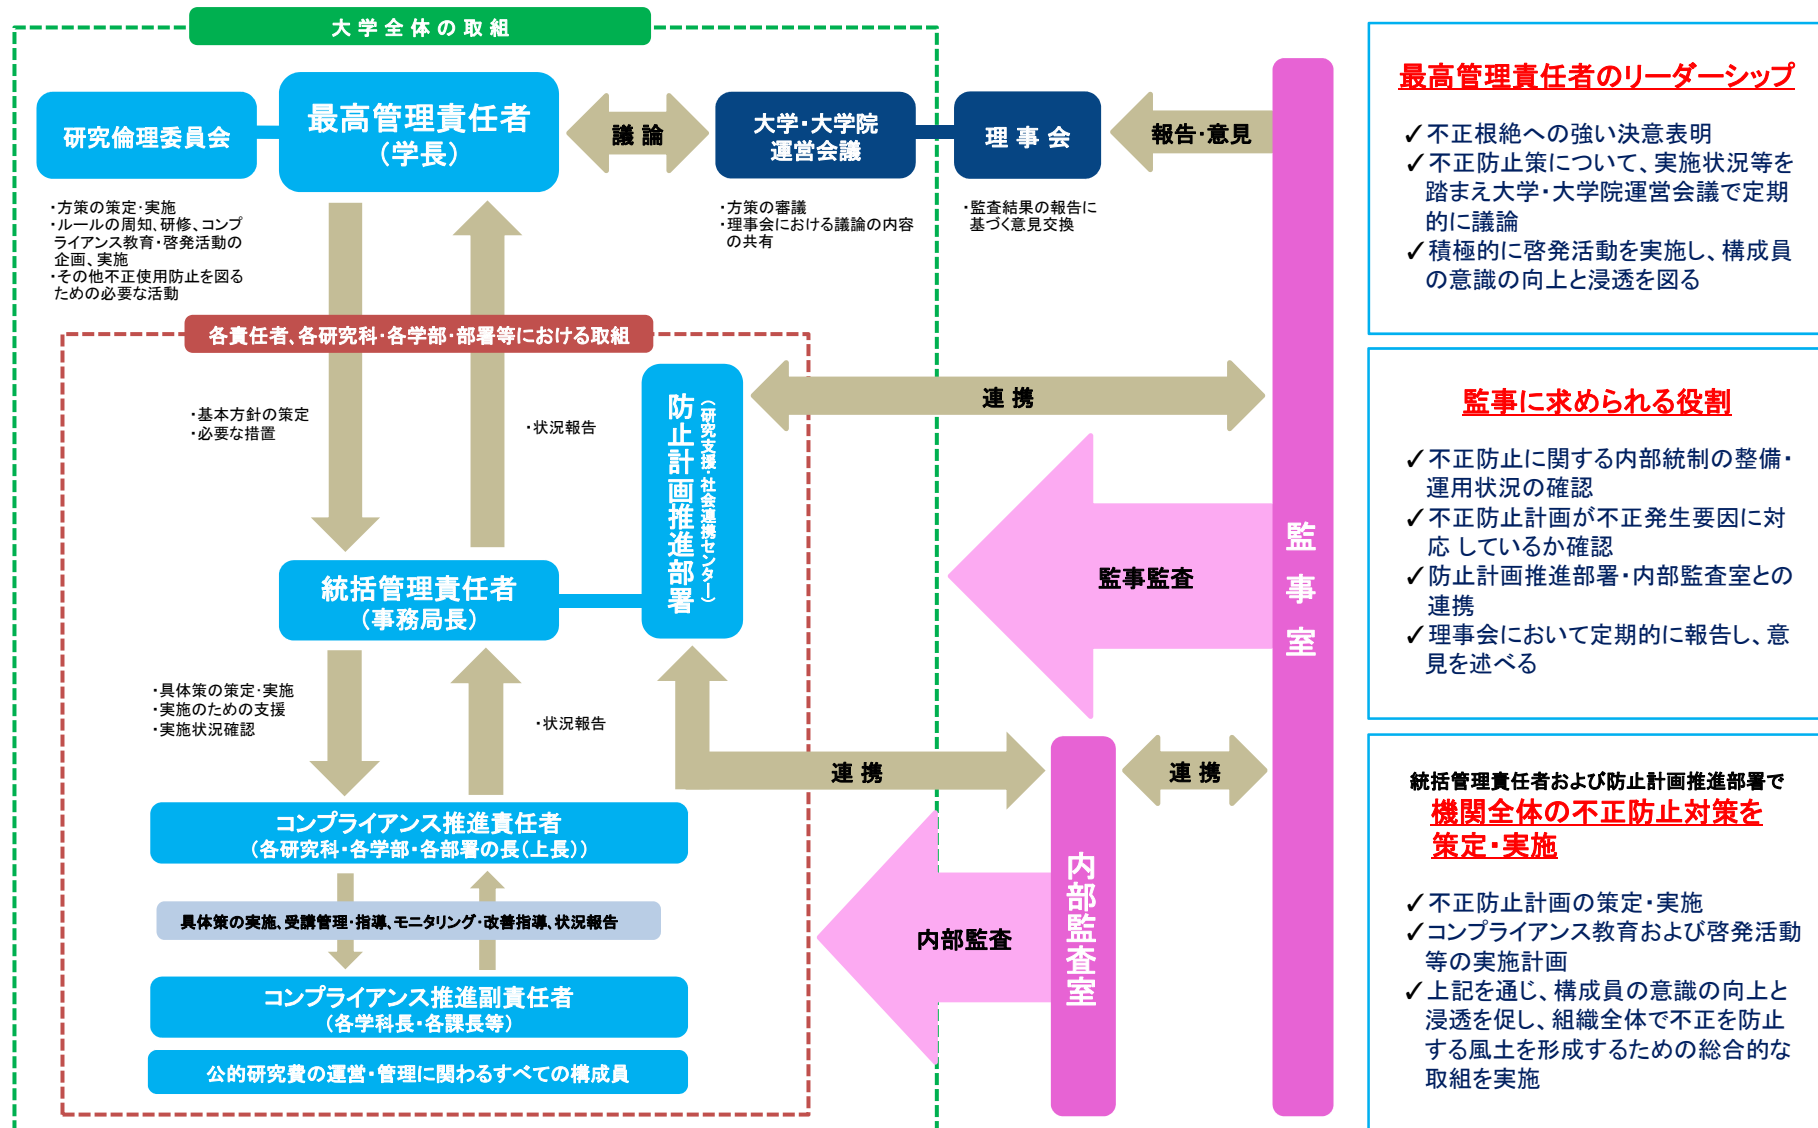 大学全体の取組
研究倫理委員会
最高管理責任者
（学長）
議 論
大学・大学院
運営会議
理 事 会
報告・意見
・方策の策定・実施
・ルールの周知、研修、コンプ
ライアンス教育・啓発活動の
企画、実施
・その他不正使用防止を図る
ための必要な活動
・方策の審議
・理事会における議論の内容
の共有
・監査結果の報告に
基づく意見交換
各責任者、各研究科・各学部・部署等における取組
・基本方針の策定
・必要な措置
・状況報告
防止計画推進部署
（研究支援・社会連携センター）
連 携
監事監査
監事室
統括管理責任者
（事務局長）
・具体策の策定・実施
・実施のための支援
・実施状況確認
・状況報告
連 携
連 携
コンプライアンス推進責任者
（各研究科・各学部・各部署の長（上長））
具体策の実施、受講管理・指導、モニタリング・改善指導、状況報告
内部監査
内部監査室
コンプライアンス推進副責任者
（各学科長・各課長等）
公的研究費の運営・管理に関わるすべての構成員
最高管理責任者のリーダーシップ
✓不正根絶への強い決意表明
✓不正防止策について、実施状況等を
踏まえ大学・大学院運営会議で定期
的に議論
✓積極的に啓発活動を実施し、構成員
の意識の向上と浸透を図る
監事に求められる役割
✓不正防止に関する内部統制の整備・
運用状況の確認
✓不正防止計画が不正発生要因に対
応 しているか確認
✓防止計画推進部署・内部監査室との
連携
✓理事会において定期的に報告し、意
見を述べる
統括管理責任者および防止計画推進部署で
機関全体の不正防止対策を
策定・実施
✓不正防止計画の策定・実施
✓コンプライアンス教育および啓発活動
等の実施計画
✓上記を通じ、構成員の意識の向上と
浸透を促し、組織全体で不正を防止
する風土を形成するための総合的な
取組を実施